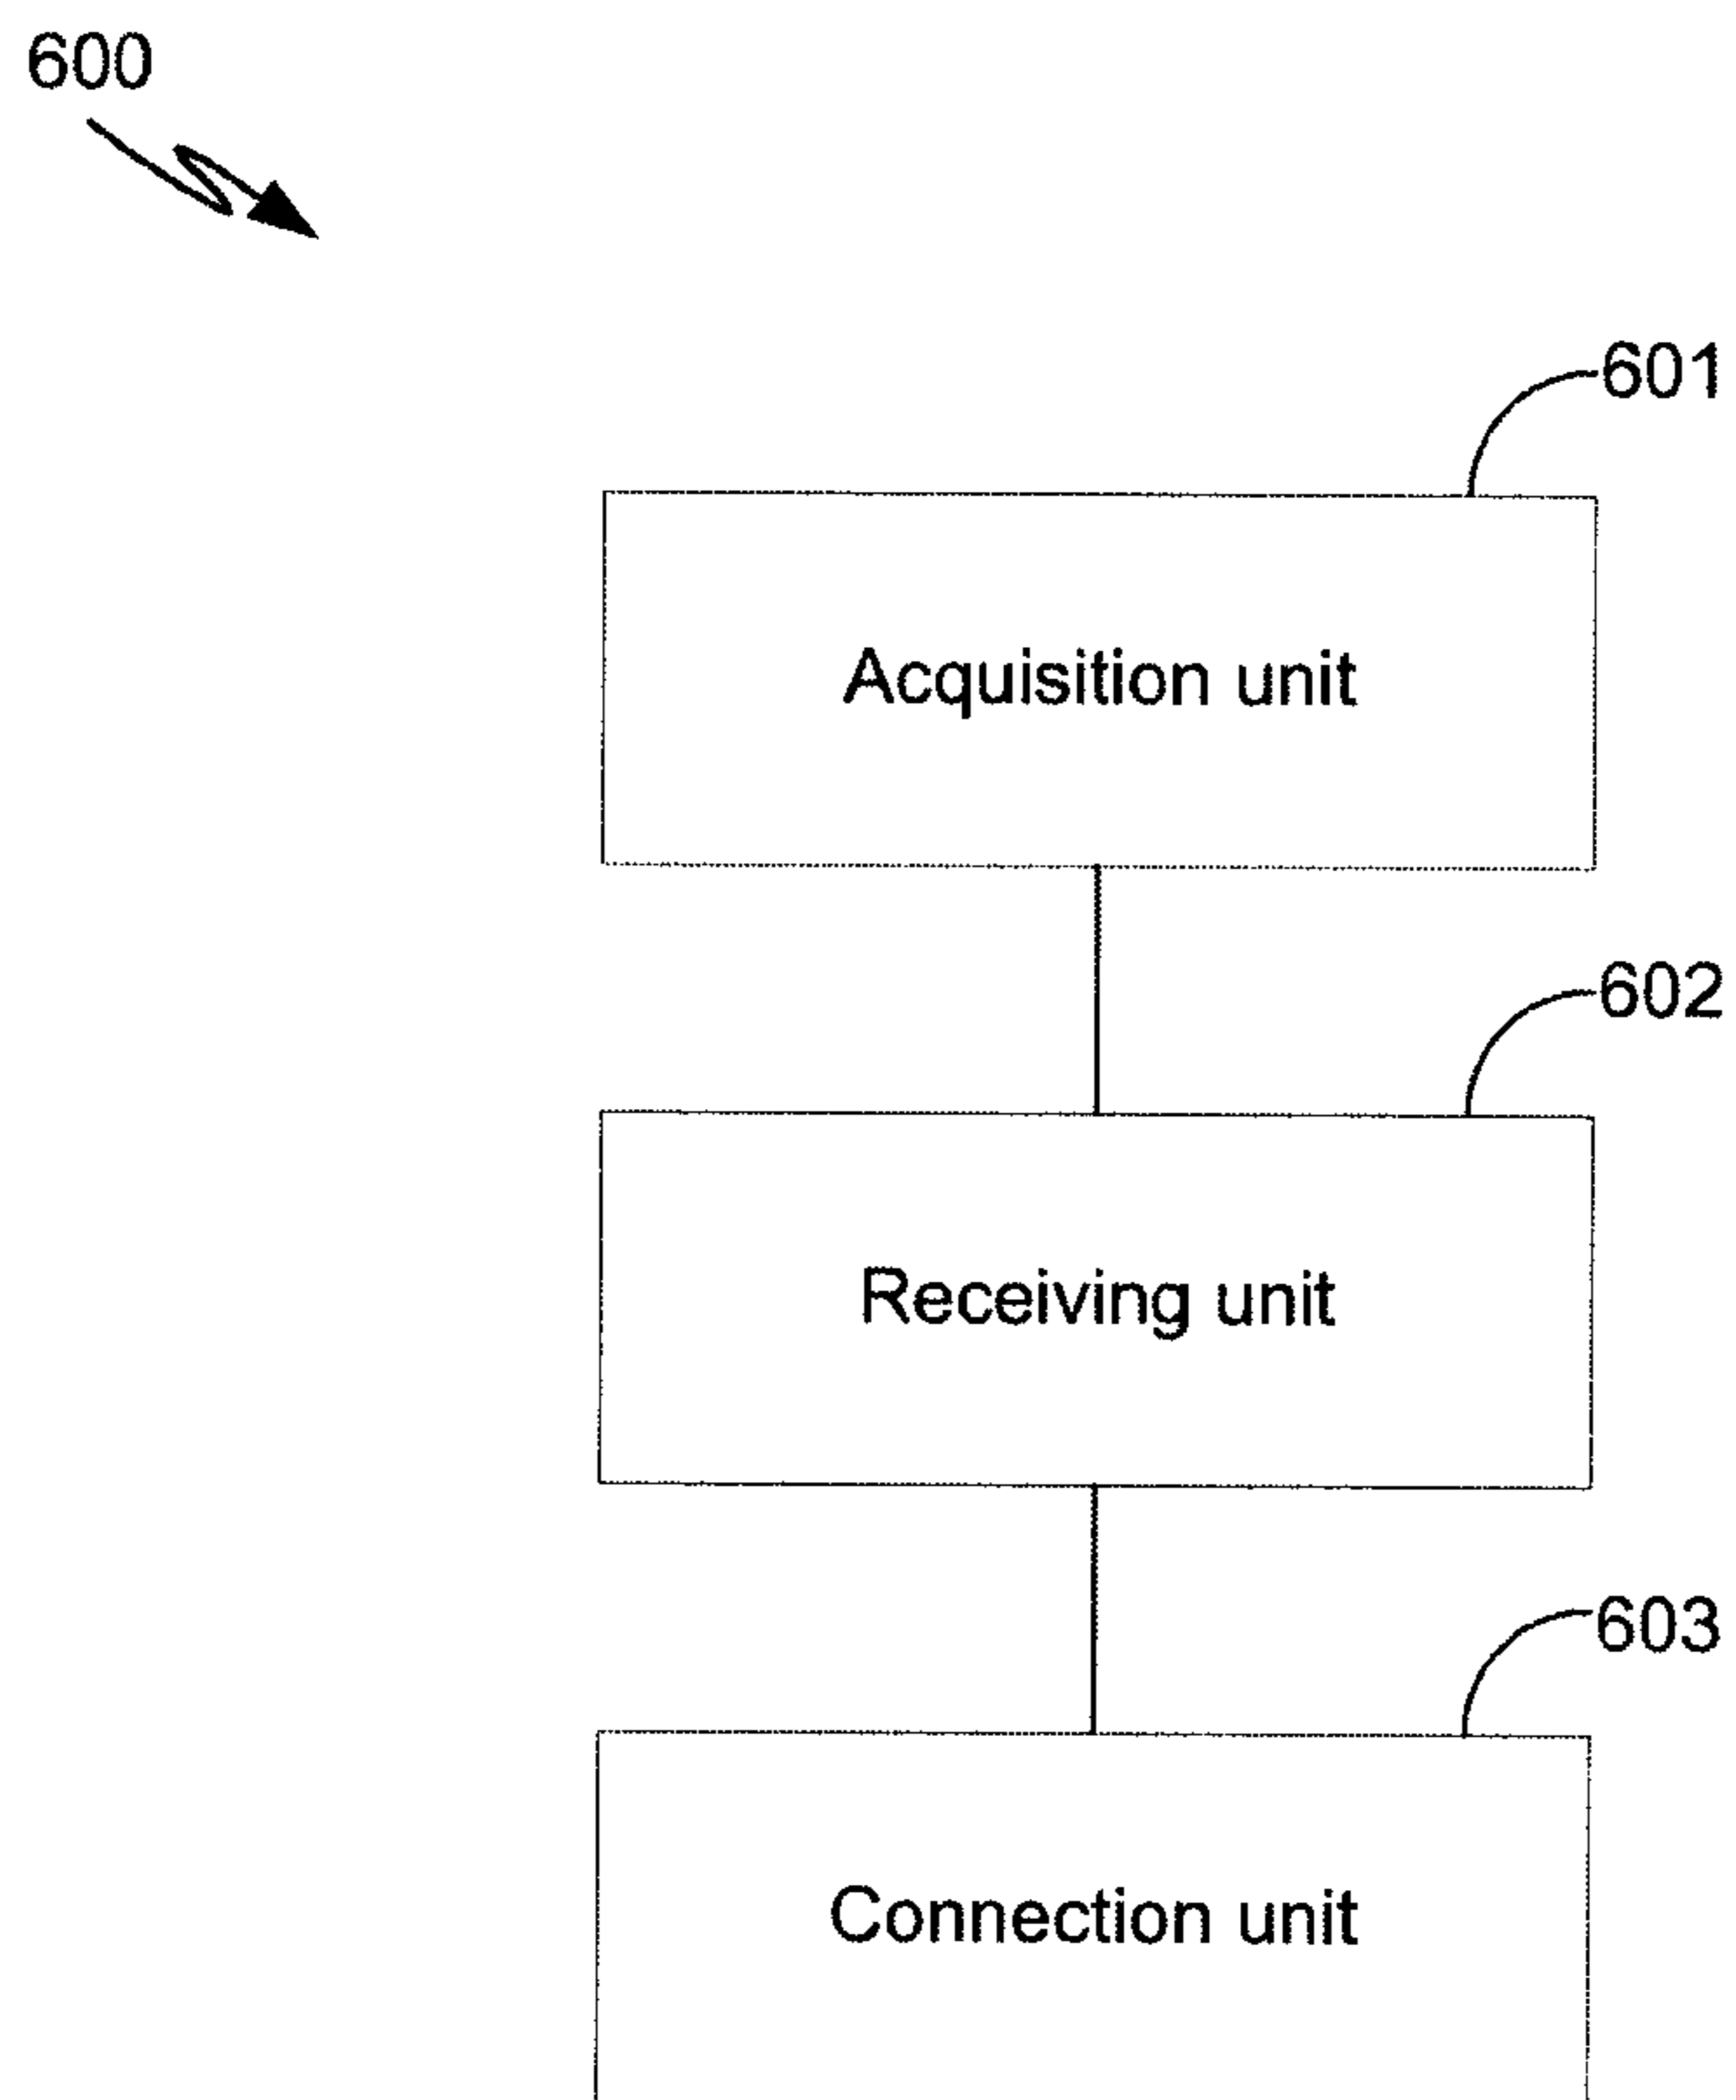 600
601
Acquisition unit
602
Receiving unit
603
Connection unit